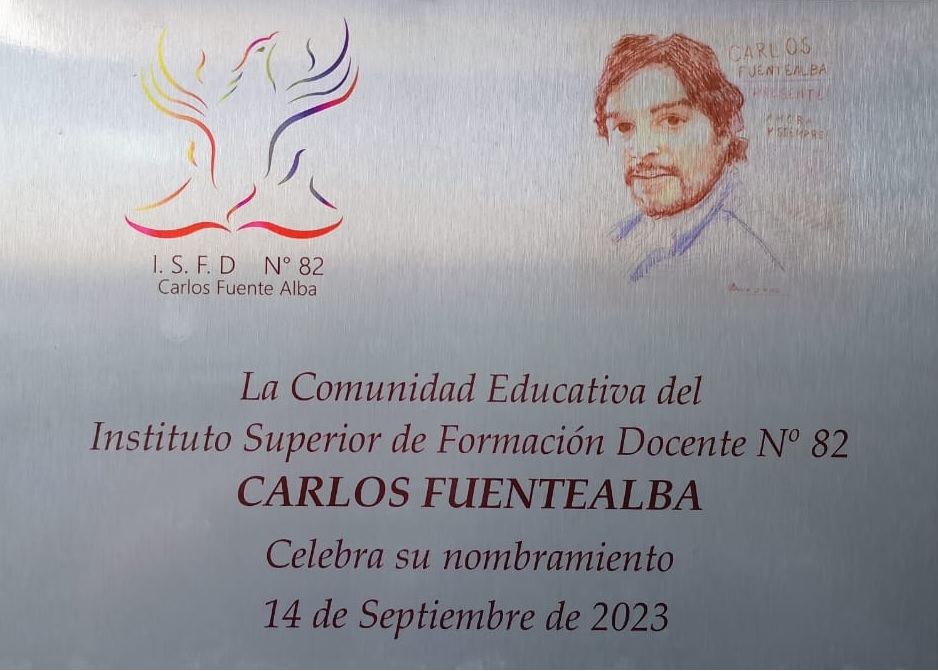 CARLOS
FUENTEALBA
PRESENTE!
AHORA
Y SIEMPRE!
I. S. F. D N° 82
Carlos Fuente Alba
La Comunidad Educativa del
Instituto Superior de Formación Docente Nº 82
CARLOS FUENTEALBA
Celebra su nombramiento
14 de Septiembre de 2023